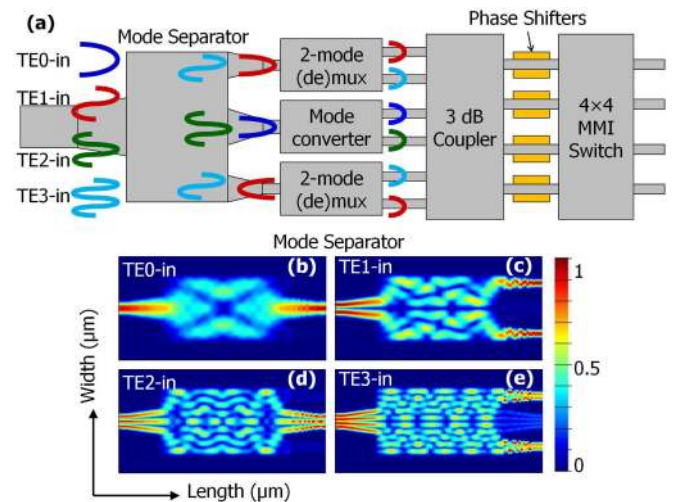 (a)
Phase Shifters
Mode Separator
TE0-in
TE1-in
TE2-in
TE3-in
2-mode
(de)mux
Mode
converter
2-mode
(de)mux
3 dB
Coupler
4×4
MMI
Switch
Mode Separator
TE0-in
(b)
TE1-in
(c)
TE2-in
(d)
TE3-in
(e)
1
0.5
0
Width (μm)
Length (μm)